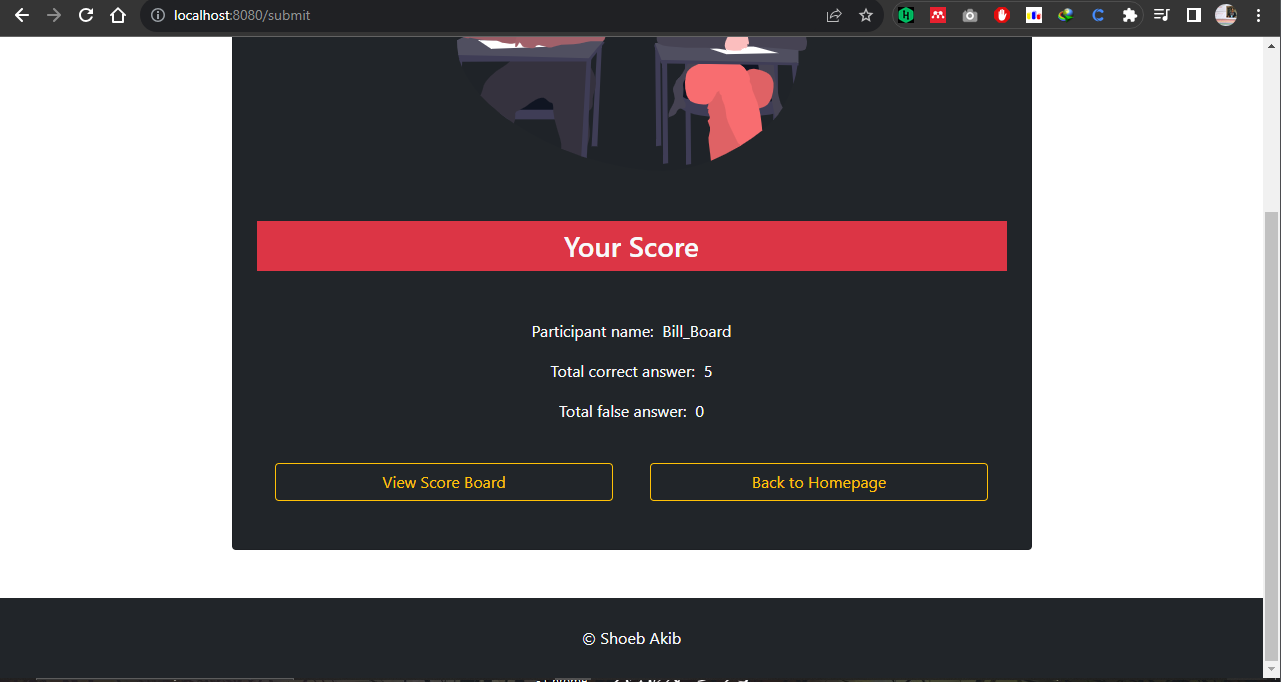 localhost:8080/submit
Your Score
Participant name: Bill_Board
Total correct answer: 5
Total false answer: 0
View Score Board
Back to Homepage
© Shoeb Akib